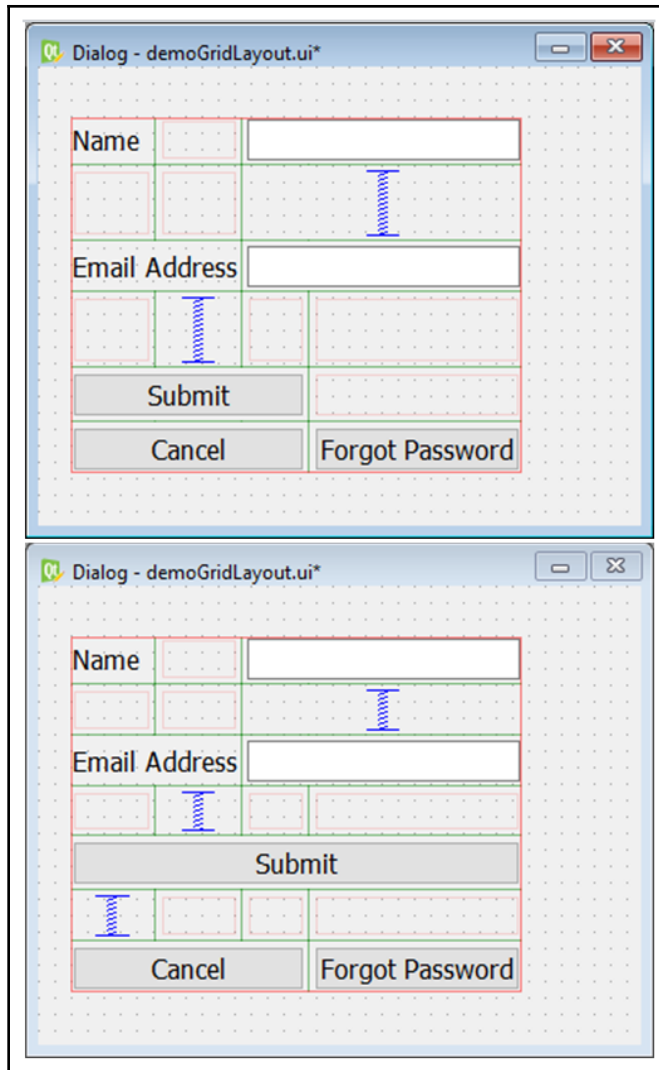 Dialog - demoGridLayout.ui*
Name
Email Address
Submit
Cancel Forgot Password
Dialog - demoGridLayout.ui*
Name
Email Address
Submit
Cancel Forgot Password